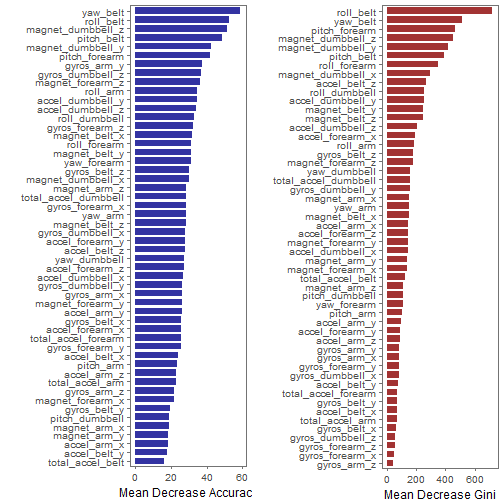 yaw_belt
roll_belt
magnet_dumbbell_z
pitch_belt
magnet_dumbbell_y
pitch_forearm
gyros_arm_y
gyros_dumbbell_z
magnet_forearm_z
roll_arm
accel_dumbbell_y
accel_dumbbell_z
roll_dumbbell
gyros_forearm_z
magnet_belt_x
roll_forearm
magnet_belt_y
yaw_forearm
gyros_belt_z
magnet_dumbbell_x
magnet_arm_z
total_accel_dumbbell
gyros_forearm_x
yaw_arm
magnet_belt_z
gyros_dumbbell_x
accel_forearm_y
accel_belt_z
yaw_dumbbell
accel_forearm_z
accel_dumbbell_x
gyros_dumbbell_y
gyros_arm_x
magnet_forearm_y
accel_arm_y
gyros_belt_x
accel_forearm_x
total_accel_forearm
gyros_forearm_y
accel_belt_x
pitch_arm
accel_arm_z
total_accel_arm
gyros_arm_z
magnet_forearm_x
gyros_belt_y
pitch_dumbbell
magnet_arm_x
magnet_arm_y
accel_arm_x
accel_belt_y
total_accel_belt
0 20 40 60
Mean Decrease Accurac
roll_belt
yaw_belt
pitch_forearm
magnet_dumbbell_z
magnet_dumbbell_y
pitch_belt
roll_forearm
magnet_dumbbell_x
accel_belt_z
roll_dumbbell
accel_dumbbell_y
magnet_belt_y
magnet_belt_z
accel_dumbbell_z
accel_forearm_x
roll_arm
gyros_belt_z
magnet_forearm_z
yaw_dumbbell
total_accel_dumbbell
gyros_dumbbell_y
magnet_arm_x
yaw_arm
magnet_belt_x
accel_arm_x
accel_forearm_z
magnet_forearm_y
accel_dumbbell_x
magnet_arm_y
magnet_forearm_x
total_accel_belt
magnet_arm_z
pitch_dumbbell
yaw_forearm
pitch_arm
accel_arm_y
accel_forearm_y
accel_arm_z
gyros_arm_y
gyros_arm_x
gyros_forearm_y
gyros_dumbbell_x
accel_belt_y
total_accel_forearm
gyros_belt_y
accel_belt_x
total_accel_arm
gyros_belt_x
gyros_dumbbell_z
gyros_forearm_z
gyros_forearm_x
gyros_arm_z
0 200 400 600
Mean Decrease Gini